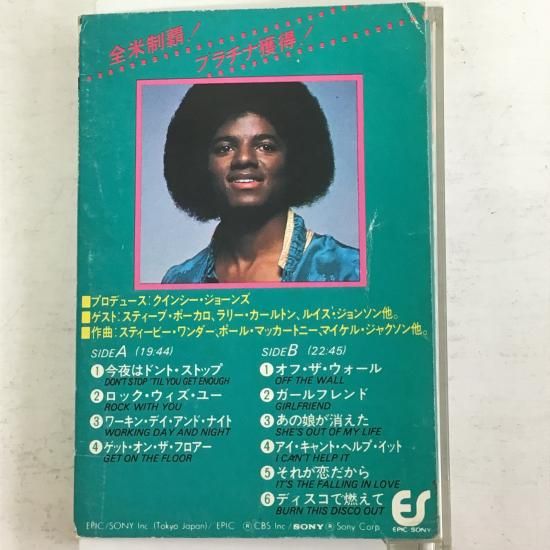 全米制覇!
プラチナ獲得!
■プロデュース:クインシー・ジョーンズ
■ゲスト:スティーブ・ポーカロ、ラリー・カールトン、ルイス・ジョンソン他。
■作曲:スティービー・ワンダー、ポール・マッカートニー、マイケル・ジャクソン他。
SIDE A (19:44)
①今夜はドント・ストップ
DON'T STOP 'TIL YOU GET ENOUGH
②ロック・ウィズ・ユー
ROCK WITH YOU
③ワーキン・デイ・アンド・ナイト
WORKING DAY AND NIGHT
④ゲット・オン・ザ・フロアー
GET ON THE FLOOR
SIDE B (22:45)
①オフ・ザ・ウォール
OFF THE WALL
②ガールフレンド
GIRLFRIEND
③あの娘が消えた
SHE'S OUT OF MY LIFE
④アイ・キャント・ヘルプ・イット
I CAN'T HELP IT
⑤それが恋だから
IT'S THE FALLING IN LOVE
⑥ディスコで燃えて
BURN THIS DISCO OUT
ES
EPIC・SONY
EPIC/SONY Inc (Tokyo Japan)/ EPIC ® CBS Inc / SONY ® Sony Corp